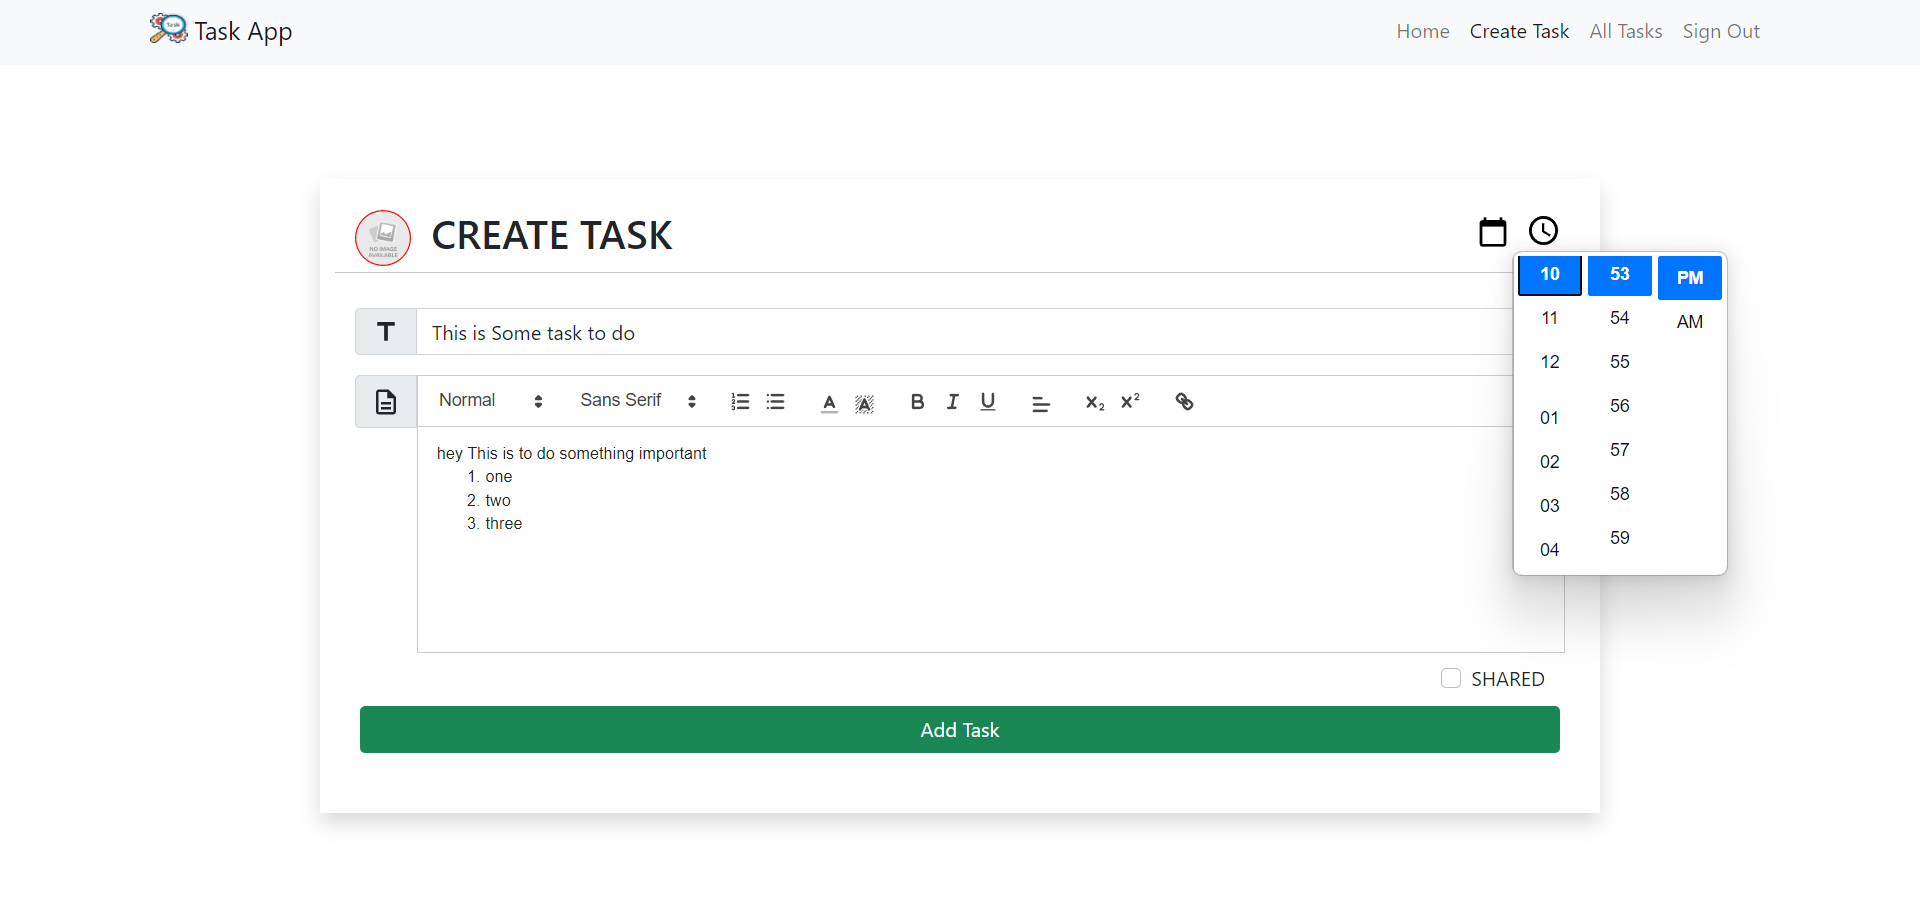 Task App
Home Create Task All Tasks Sign Out
NO IMAGE
AVAILABLE
CREATE TASK
T This is Some task to do
Normal Sans Serif
hey This is to do something important
1. one
2. two
3. three
10 53 PM
11 54 AM
12 55
01 56
02 57
03 58
04 59
SHARED
Add Task